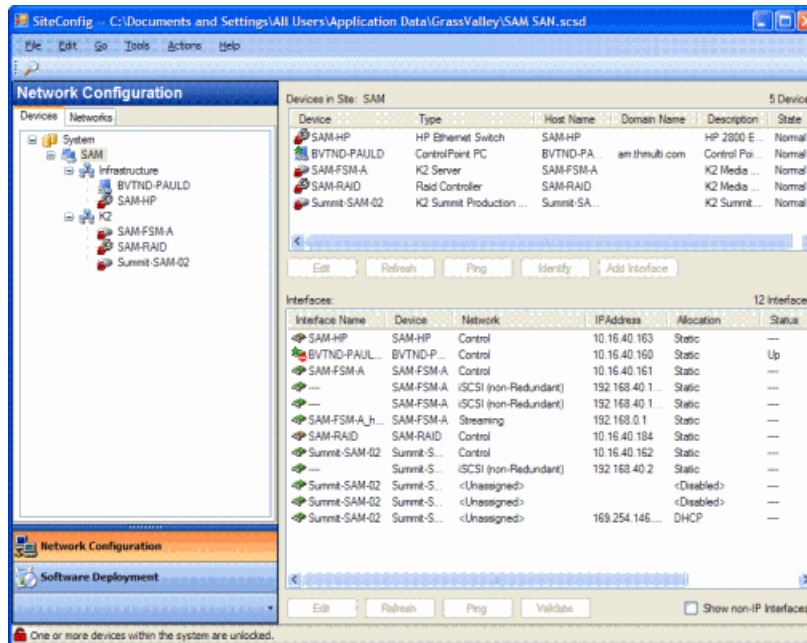 SiteConfig -- C:\Documents and Settings\All Users\Application Data\GrassValley\SAM SAN.scsd
File Edit Go Tools Actions Help
Network Configuration
Devices Networks
System
SAM
Infrastructure
BVTND-PAULD
SAM-HP
K2
SAM-FSM-A
SAM-RAID
Summit-SAM-02
Network Configuration
Software Deployment
Devices in Site: SAM 5 Device
Device Type Host Name Domain Name Description State
SAM-HP HP Ethernet Switch SAM-HP HP 2800 E... Normal
BVTND-PAULD ControlPoint PC BVTND-PA... am.thmulti.com Control Poi... Normal
SAM-FSM-A K2 Server SAM-FSM-A K2 Media ... Normal
SAM-RAID Raid Controller SAM-RAID K2 Media ... Normal
Summit-SAM-02 K2 Summit Production ... Summit-SA... K2 Summit... Normal
Edit Refresh Ping Identify Add Interface
Interfaces: 12 Interface
Interface Name Device Network IPAddress Allocation Status
SAM-HP SAM-HP Control 10.16.40.163 Static ---
BVTND-PAUL... BVTND-P... Control 10.16.40.160 Static Up
SAM-FSM-A SAM-FSM-A Control 10.16.40.161 Static ---
--- SAM-FSM-A iSCSI (non-Redundant) 192.168.40.1... Static ---
--- SAM-FSM-A iSCSI (non-Redundant) 192.168.40.1... Static ---
SAM-FSM-A_h... SAM-FSM-A Streaming 192.168.0.1 Static ---
SAM-RAID SAM-RAID Control 10.16.40.184 Static ---
Summit-SAM-02 Summit-S... Control 10.16.40.162 Static ---
--- Summit-S... iSCSI (non-Redundant) 192.168.40.2 Static ---
Summit-SAM-02 Summit-S... <Unassigned> <Disabled> ---
Summit-SAM-02 Summit-S... <Unassigned> <Disabled> ---
Summit-SAM-02 Summit-S... <Unassigned> 169.254.146.... DHCP ---
Edit Refresh Ping Validate Show non-IP Interfaces
One or more devices within the system are unlocked.